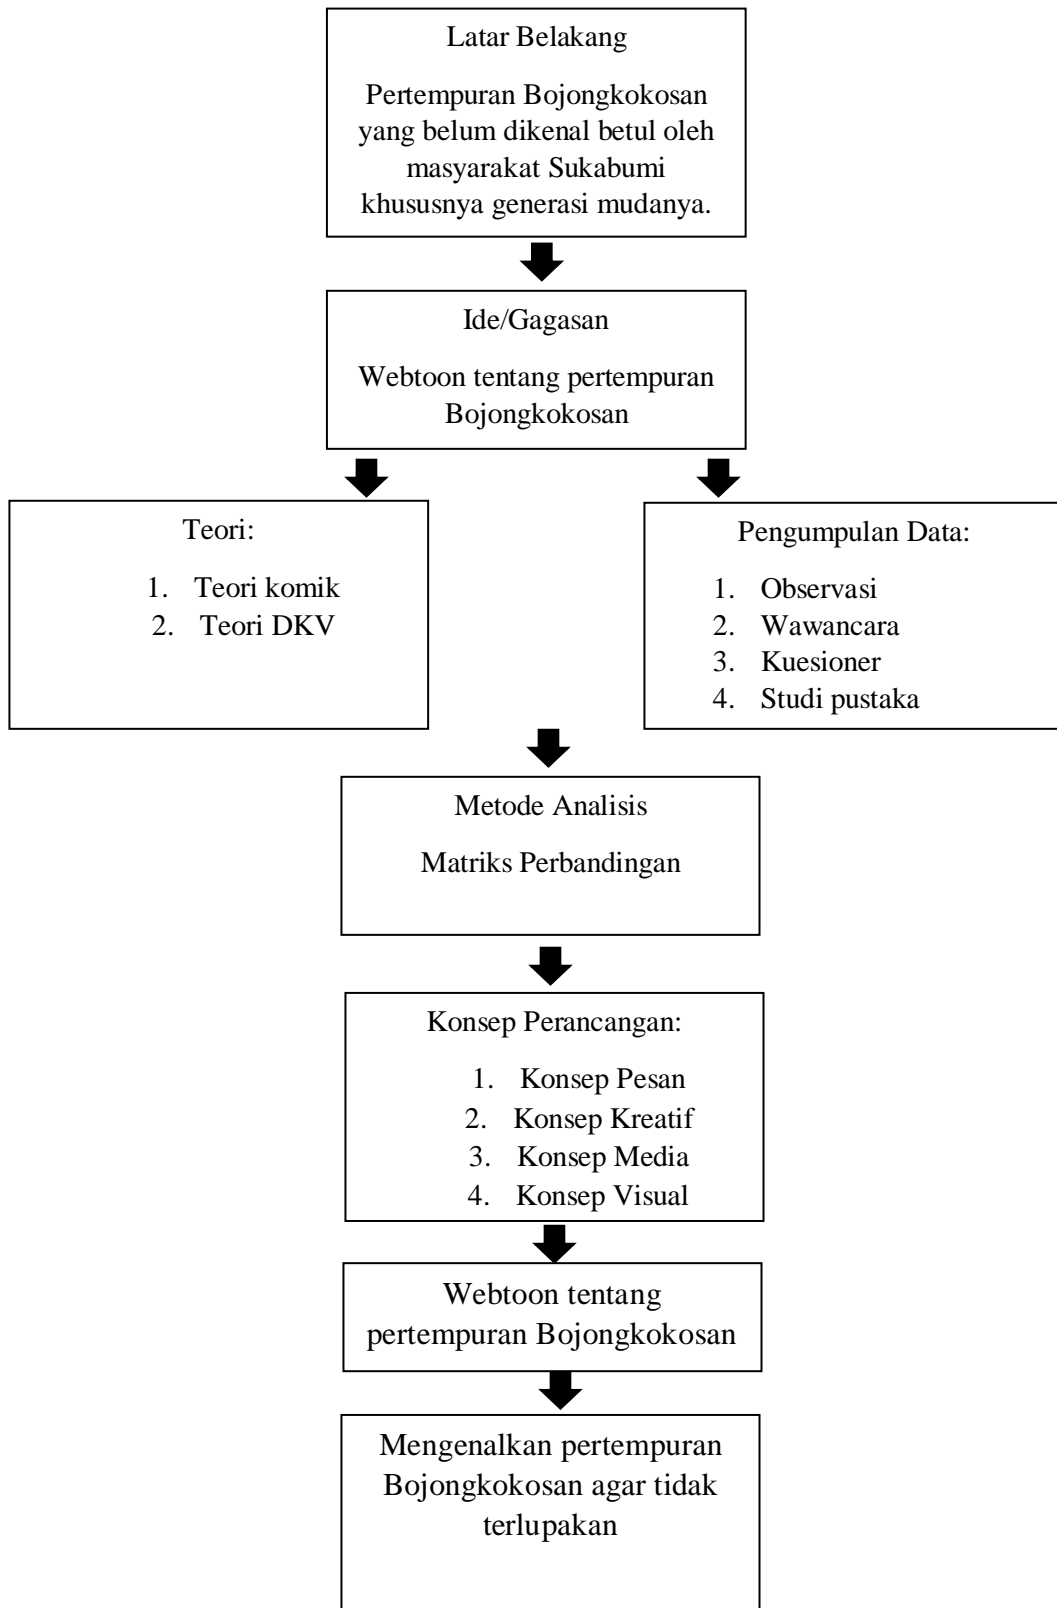 Latar Belakang
Pertempuran Bojongkokosan
yang belum dikenal betul oleh
masyarakat Sukabumi
khususnya generasi mudanya.
Ide/Gagasan
Webtoon tentang pertempuran
Bojongkokosan
Teori:
1. Teori komik
2. Teori DKV
Pengumpulan Data:
1. Observasi
2. Wawancara
3. Kuesioner
4. Studi pustaka
Metode Analisis
Matriks Perbandingan
Konsep Perancangan:
1. Konsep Pesan
2. Konsep Kreatif
3. Konsep Media
4. Konsep Visual
Webtoon tentang
pertempuran Bojongkokosan
Mengenalkan pertempuran
Bojongkokosan agar tidak
terlupakan